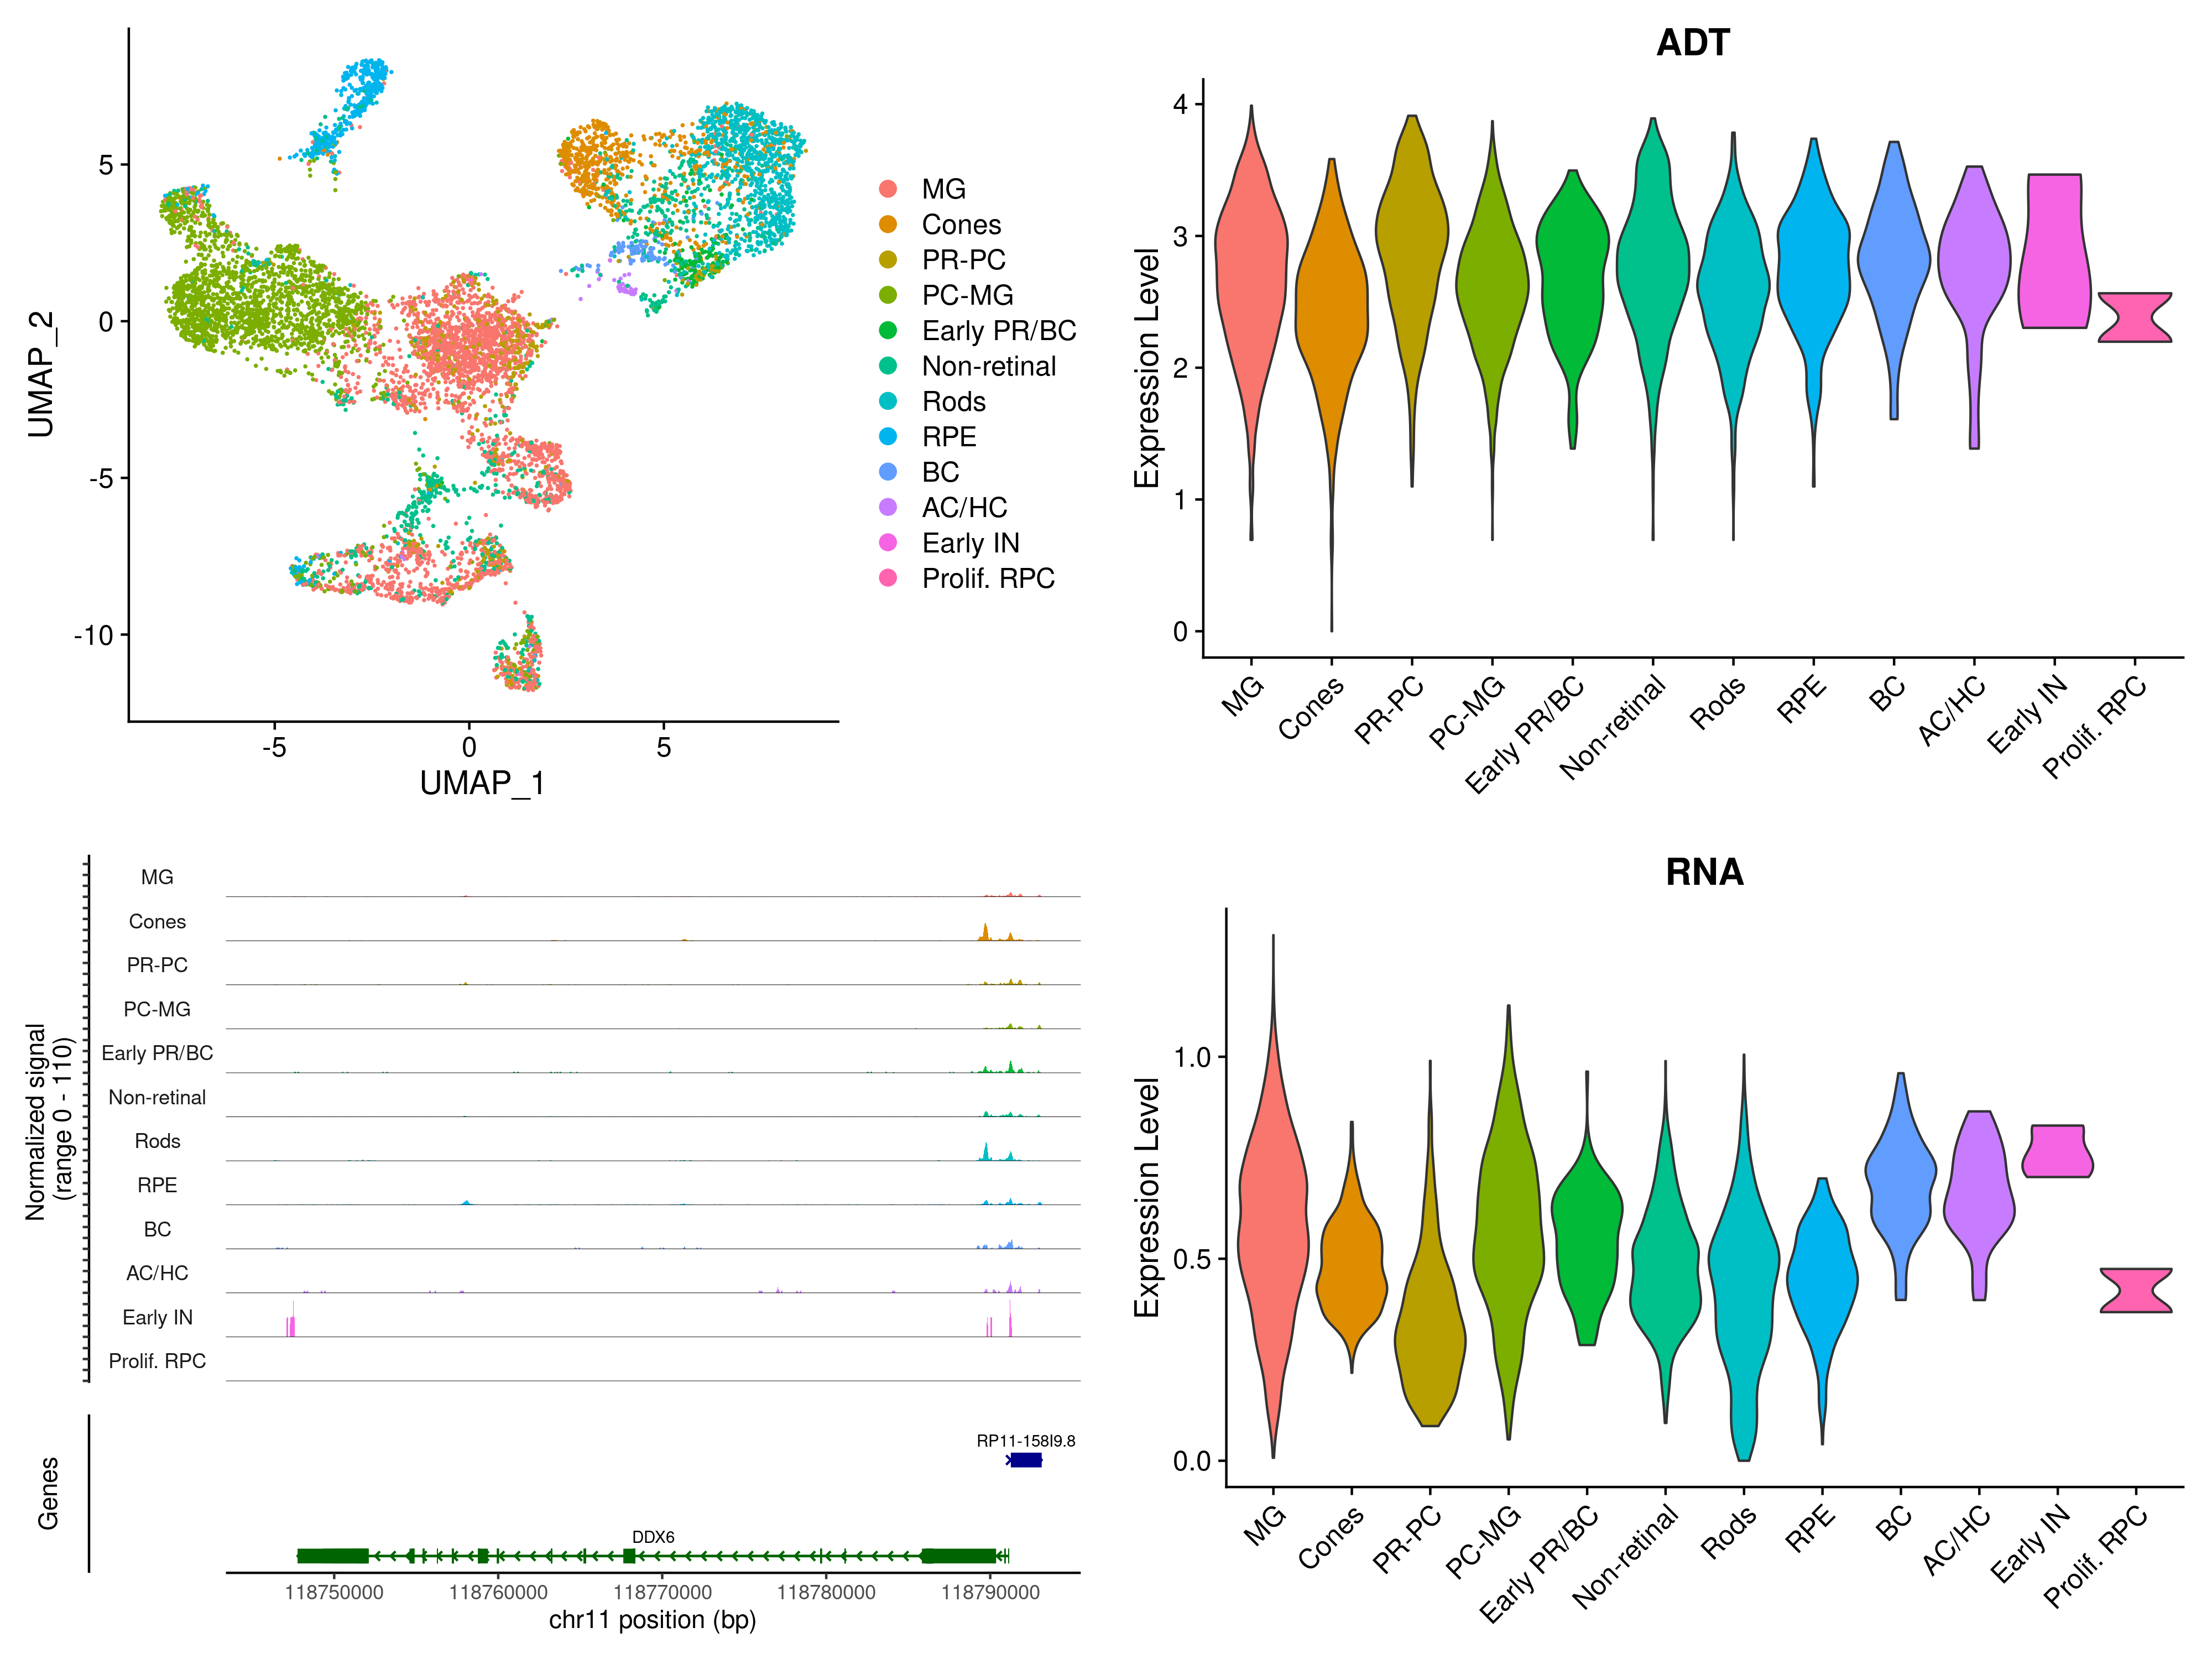 5
0
-5
-10
UMAP_2
-5
0
5
UMAP_1
MG
Cones
PR-PC
PC-MG
Early PR/BC
Non-retinal
Rods
RPE
BC
AC/HC
Early IN
Prolif. RPC
ADT
Expression Level
4
3
2
1
0
MG
Cones
PR-PC
PC-MG
Early PR/BC
Non-retinal
Rods
RPE
BC
AC/HC
Early IN
Prolif. RPC
Normalized signal
(range 0 - 110)
MG
Cones
PR-PC
PC-MG
Early PR/BC
Non-retinal
Rods
RPE
BC
AC/HC
Early IN
Prolif. RPC
Genes
RP11-158I9.8
DDX6
118750000
118760000
118770000
118780000
118790000
chr11 position (bp)
RNA
Expression Level
1.0
0.5
0.0
MG
Cones
PR-PC
PC-MG
Early PR/BC
Non-retinal
Rods
RPE
BC
AC/HC
Early IN
Prolif. RPC